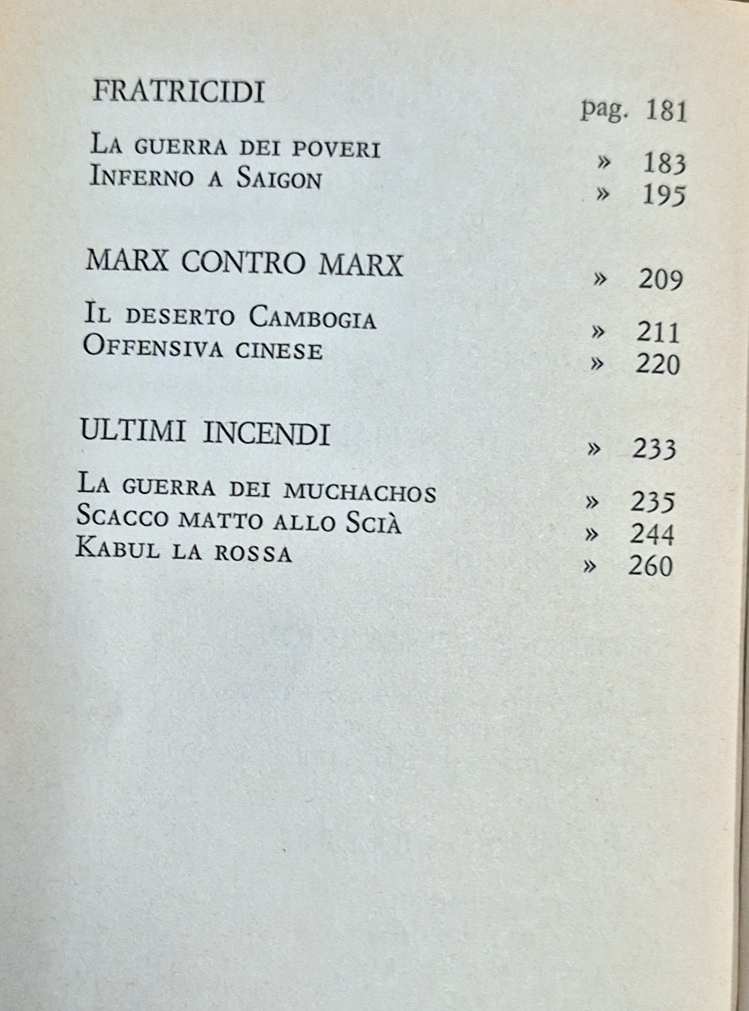 FRATRICIDI pag. 181
La guerra dei poveri » 183
Inferno a Saigon » 195
MARX CONTRO MARX » 209
Il deserto Cambogia » 211
Offensiva cinese » 220
ULTIMI INCENDI » 233
La guerra dei muchachos » 235
Scacco matto allo Scià » 244
Kabul la rossa » 260